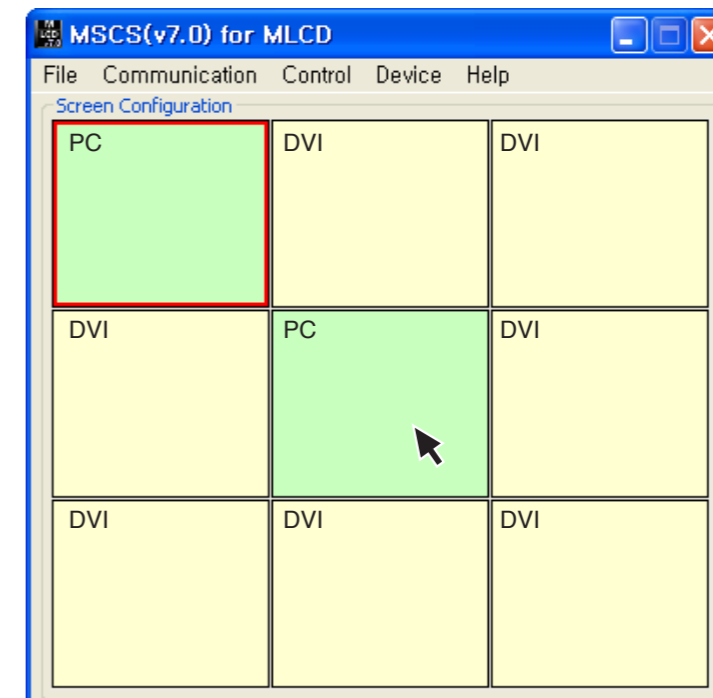 MSCS(v7.0) for MLCD
File Communication Control Device Help
Screen Configuration
PC DVI DVI
DVI PC DVI
DVI DVI DVI